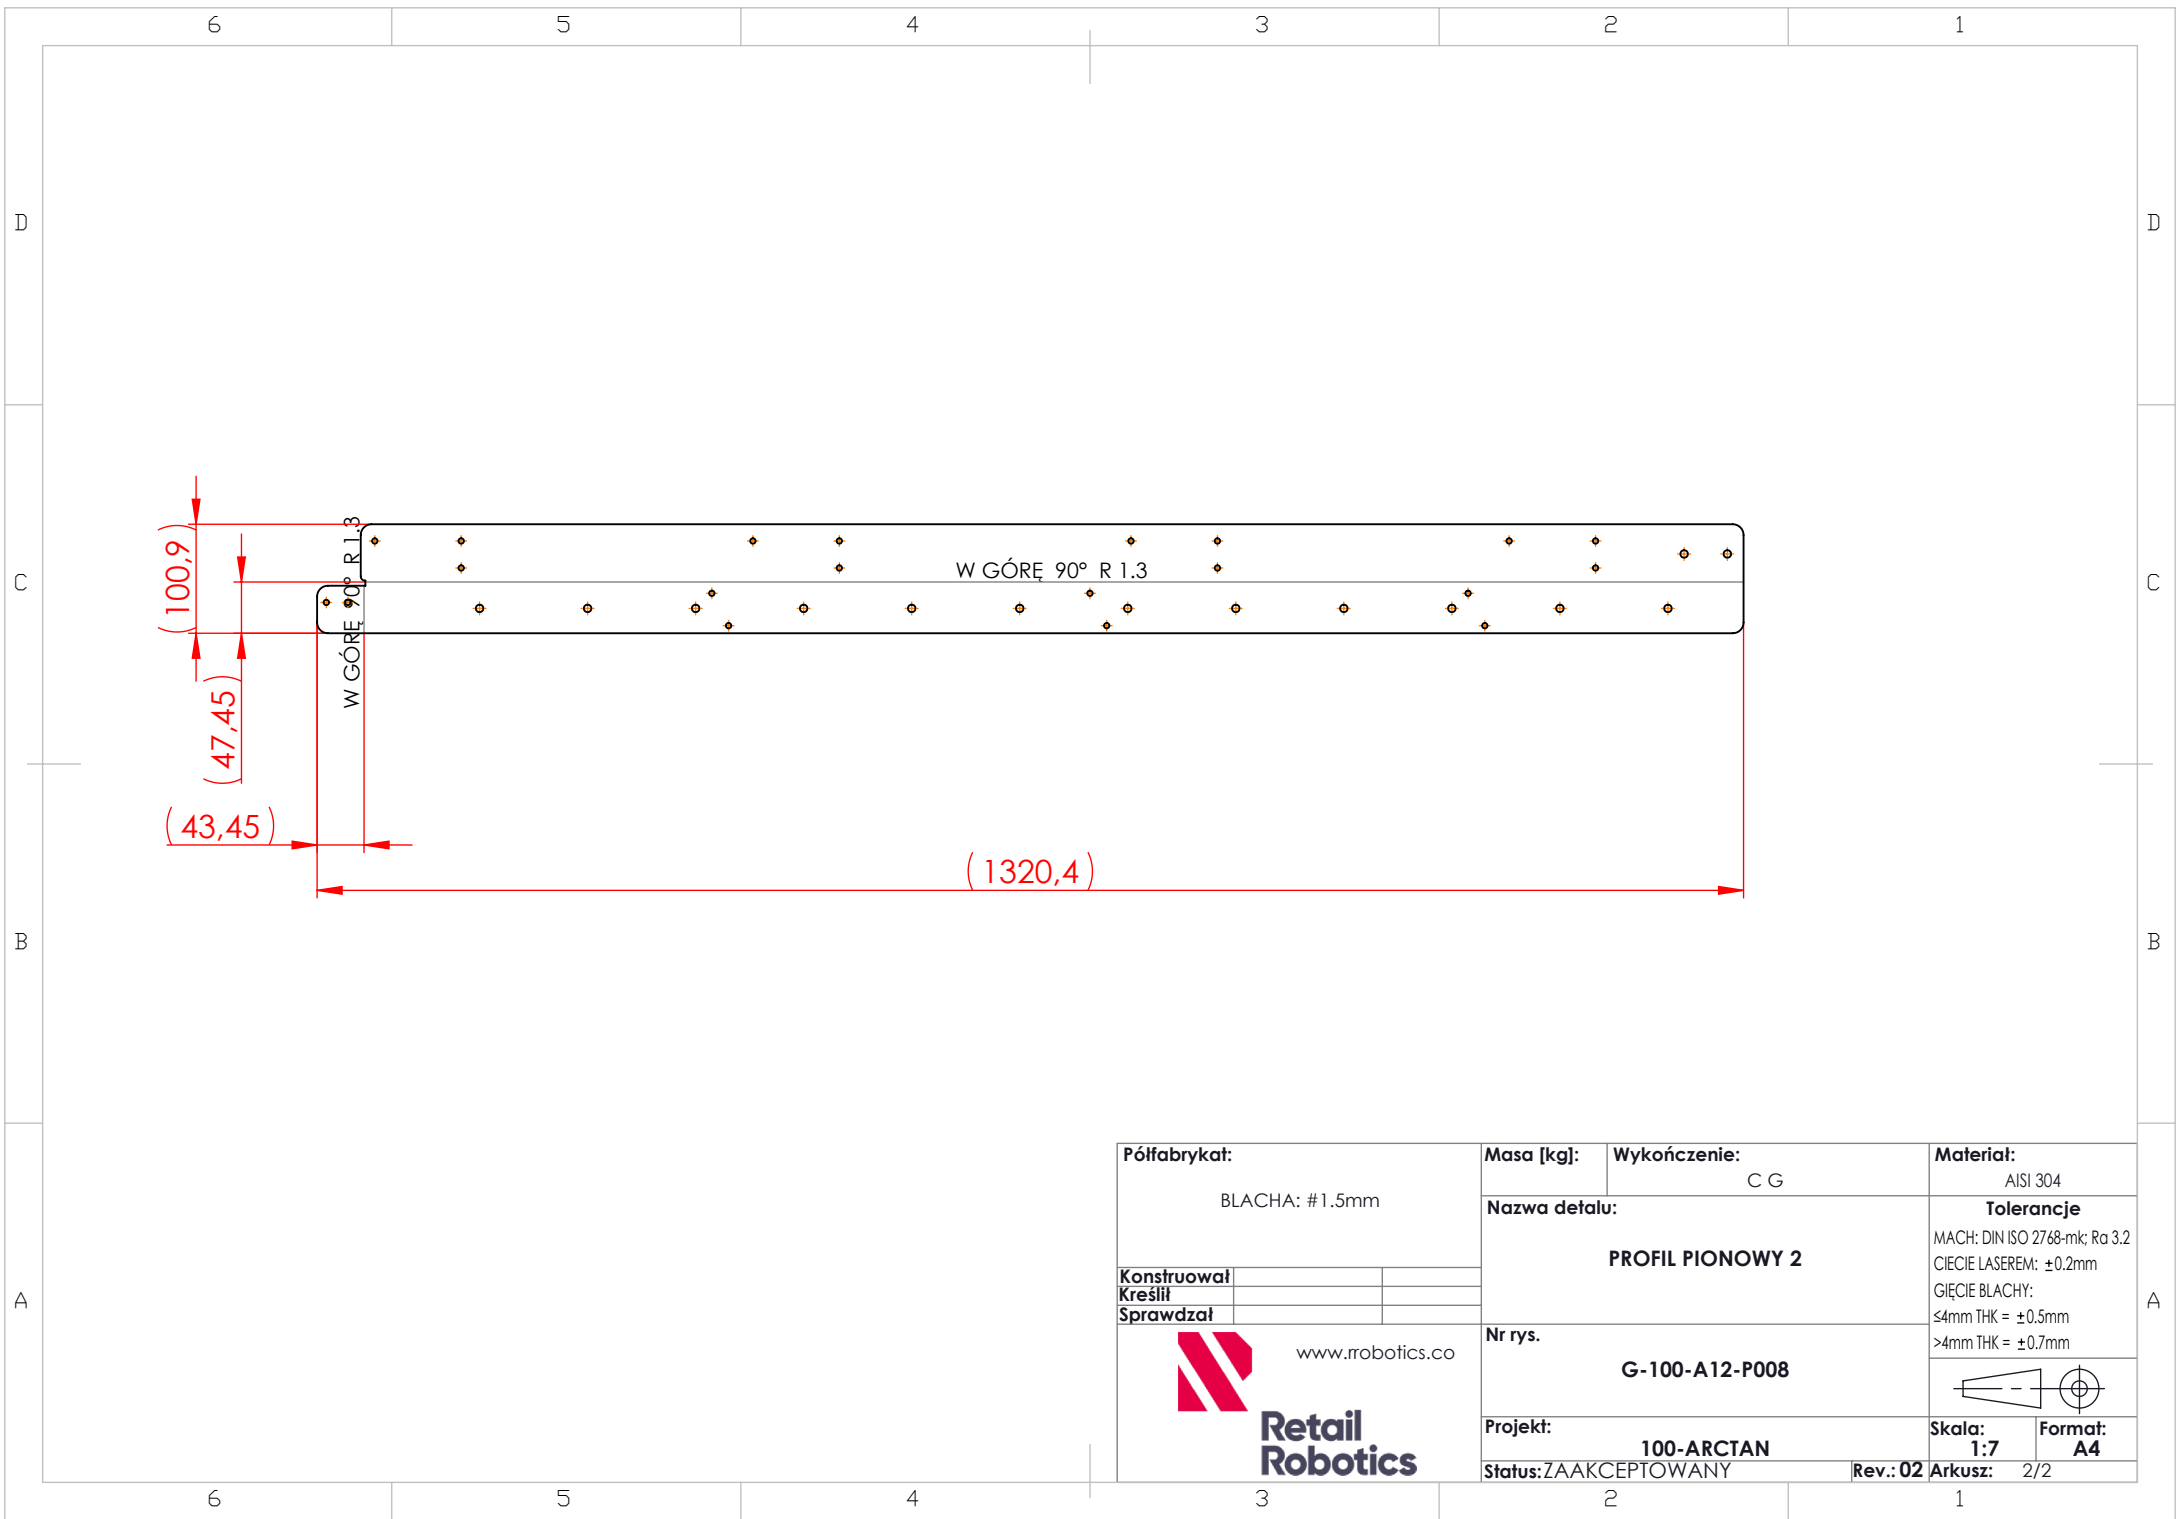 6 5 4 3 2 1
D D
W GÓRĘ 90° R 1.3
(100,9)
W GÓRĘ 90° R 1.3
C C
(47,45)
(43,45)
(1320,4)
B B
Półfabrykat:
BLACHA: #1.5mm
Masa [kg]:
Wykończenie:
C G
Materiał:
AISI 304
Nazwa detalu:
PROFIL PIONOWY 2
Tolerancje
MACH: DIN ISO 2768-mk; Ra 3.2
CIECIE LASEREM: ±0.2mm
GIĘCIE BLACHY:
≤4mm THK = ±0.5mm
>4mm THK = ±0.7mm
Konstruował
Kreślił
Sprawdzał
A A
www.rrobotics.co
Retail
Robotics
Nr rys.
G-100-A12-P008
Projekt:
100-ARCTAN
Skala:
1:7
Format:
A4
Status:ZAAKCEPTOWANY
Rev.: 02
Arkusz: 2/2
6 5 4 3 2 1